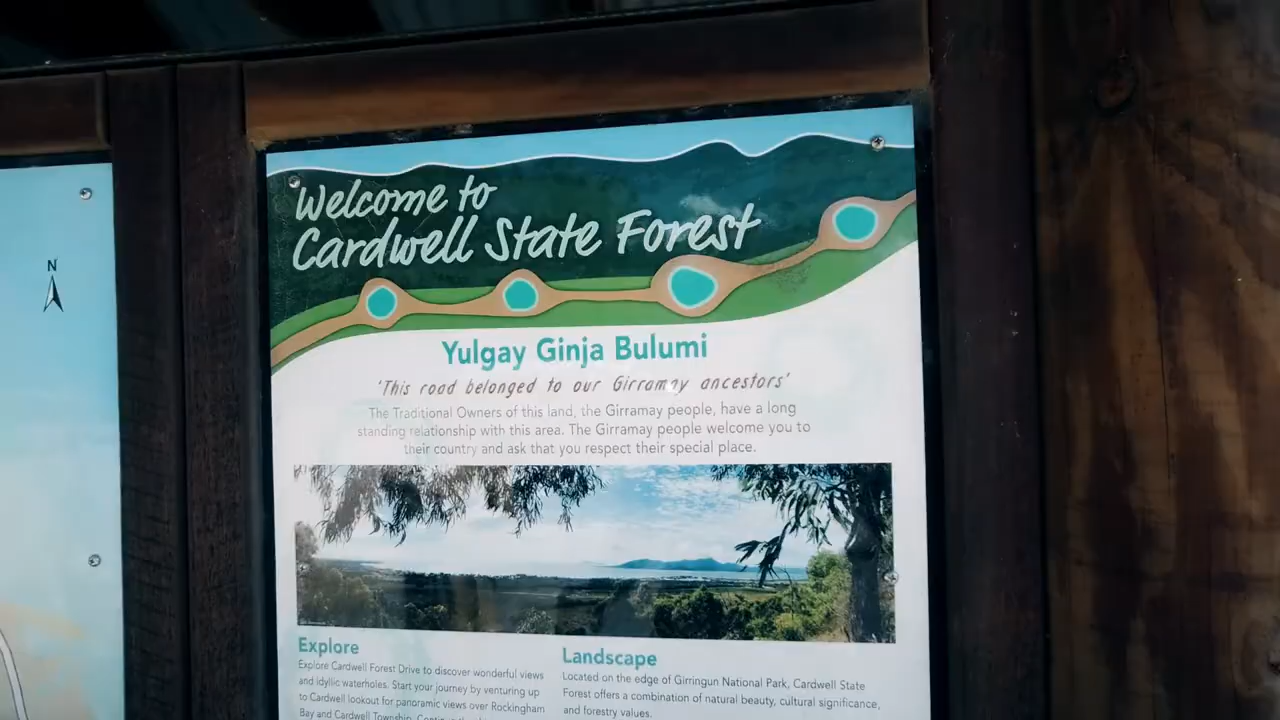 N
Welcome to
Cardwell State Forest
Yulgay Ginja Bulumi
'This road belonged to our Girramay ancestors'
The Traditional Owners of this land, the Girramay people, have a long
standing relationship with this area. The Girramay people welcome you to
their country and ask that you respect their special place.
Explore
Explore Cardwell Forest Drive to discover wonderful views
and idyllic waterholes. Start your journey by venturing up
to Cardwell lookout for panoramic views over Rockingham
Bay and Cardwell Township.
Landscape
Located on the edge of Girringun National Park, Cardwell State
Forest offers a combination of natural beauty, cultural significance,
and forestry values.